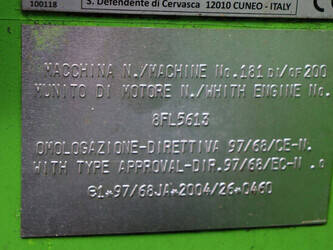 100118
S. Defendente di Cervasca 12010 CUNEO - ITALY
MACCHINA N./MACHINE No.181 DI/OF 200
MUNITO DI MOTORE N./WHITH ENGINE No.
8FL5613
OMOLOGAZIONE-DIRETTIVA 97/68/CE-N.
WITH TYPE APPROVAL-DIR.97/68/EC-N
e1*97/68JA*2004/26*0460